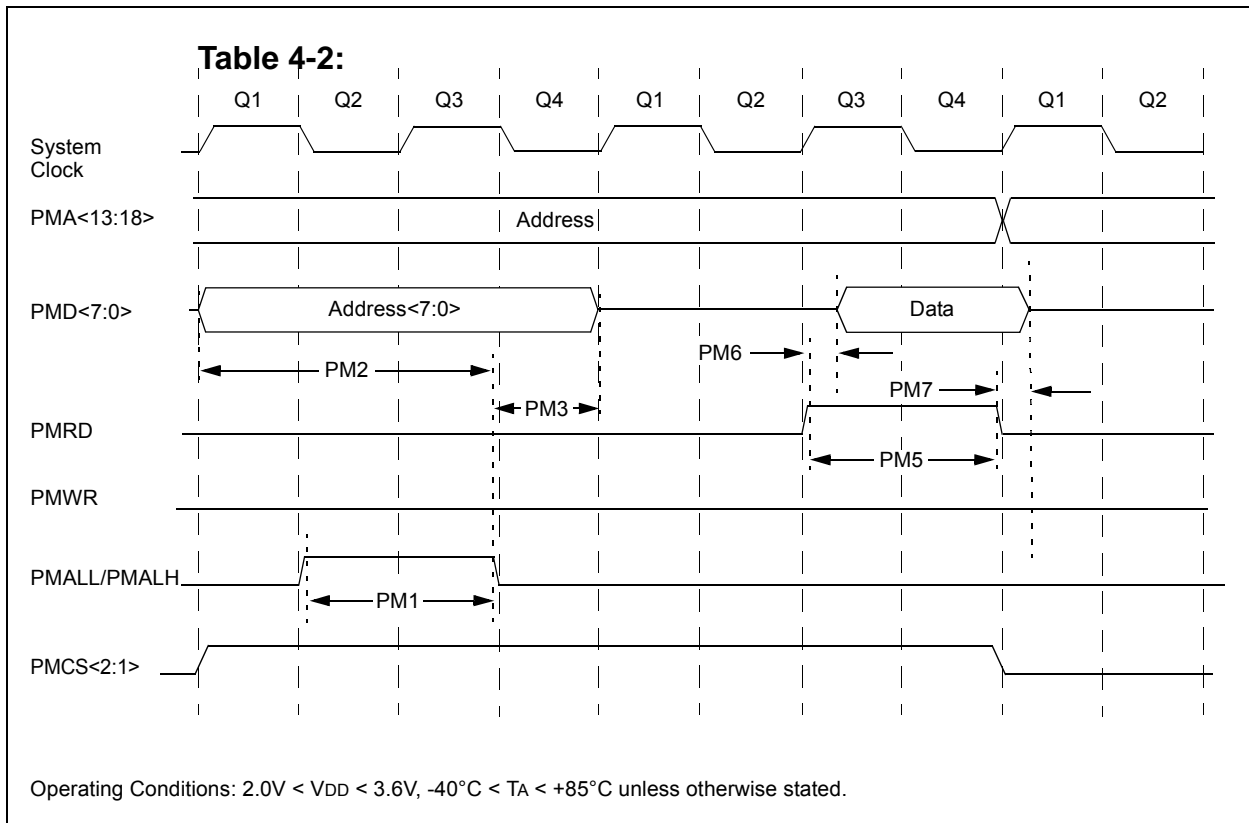 Table 4-2:
Q1 Q2 Q3 Q4 Q1 Q2 Q3 Q4 Q1 Q2
System
Clock
PMA<13:18>
Address
PMD<7:0>
Address<7:0>
Data
PM6
PM2
PM7
PM3
PMRD
PM5
PMWR
PMALL/PMALH
PM1
PMCS<2:1>
Operating Conditions: 2.0V < VDD < 3.6V, -40°C < TA < +85°C unless otherwise stated.